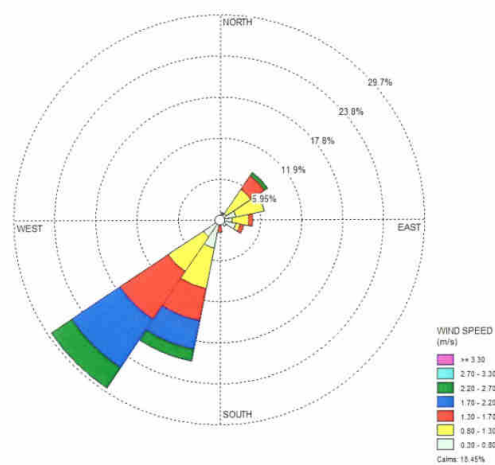 NORTH
29.7%
23.8%
17.8%
11.9%
5.95%
WEST
EAST
SOUTH
WIND SPEED
(m/s)
>= 3.30
2.70 - 3.30
2.20 - 2.70
1.70 - 2.20
1.30 - 1.70
0.80 - 1.30
0.30 - 0.80
Calms: 18.45%